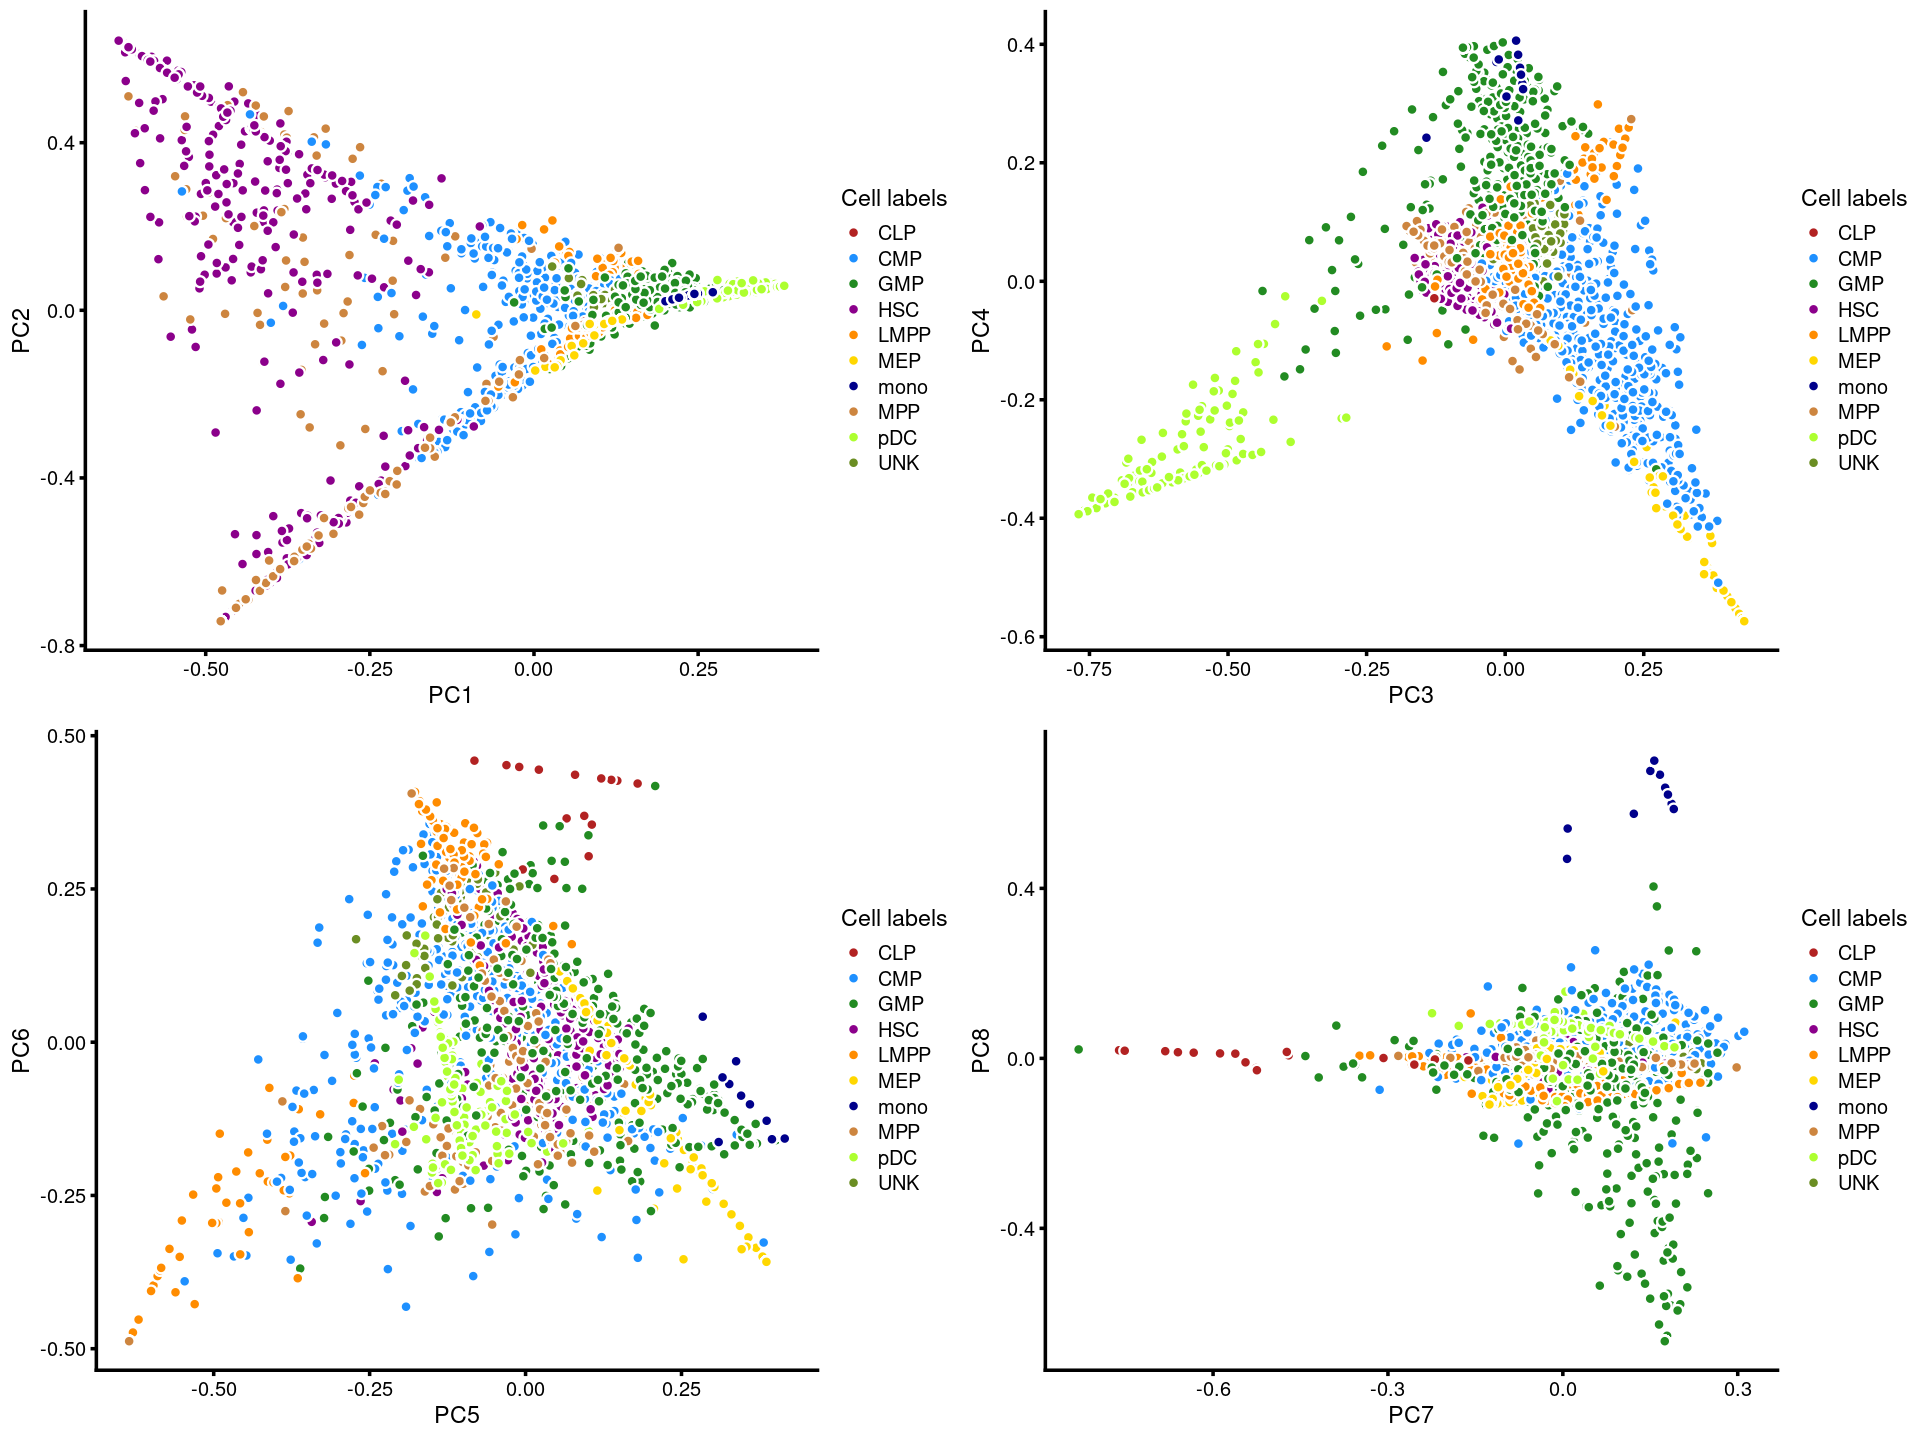 PC2
0.4
0.0
-0.4
-0.8
-0.50
-0.25
0.00
0.25
PC1
Cell labels
CLP
CMP
GMP
HSC
LMPP
MEP
mono
MPP
pDC
UNK
PC4
0.4
0.2
0.0
-0.2
-0.4
-0.6
-0.75
-0.50
-0.25
0.00
0.25
PC3
Cell labels
CLP
CMP
GMP
HSC
LMPP
MEP
mono
MPP
pDC
UNK
PC6
0.50
0.25
0.00
-0.25
-0.50
-0.50
-0.25
0.00
0.25
PC5
Cell labels
CLP
CMP
GMP
HSC
LMPP
MEP
mono
MPP
pDC
UNK
PC8
0.4
0.0
-0.4
-0.6
-0.3
0.0
0.3
PC7
Cell labels
CLP
CMP
GMP
HSC
LMPP
MEP
mono
MPP
pDC
UNK